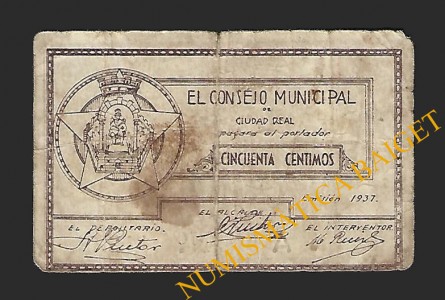 EL CONSEJO MUNICIPAL
DE
CIUDAD REAL
pagará al portador
CINCUENTA CENTIMOS
Emisión 1937.
EL DEPOSITARIO.
EL ALCALDE
EL INTERVENTOR
NUMISMATICA BAIGET